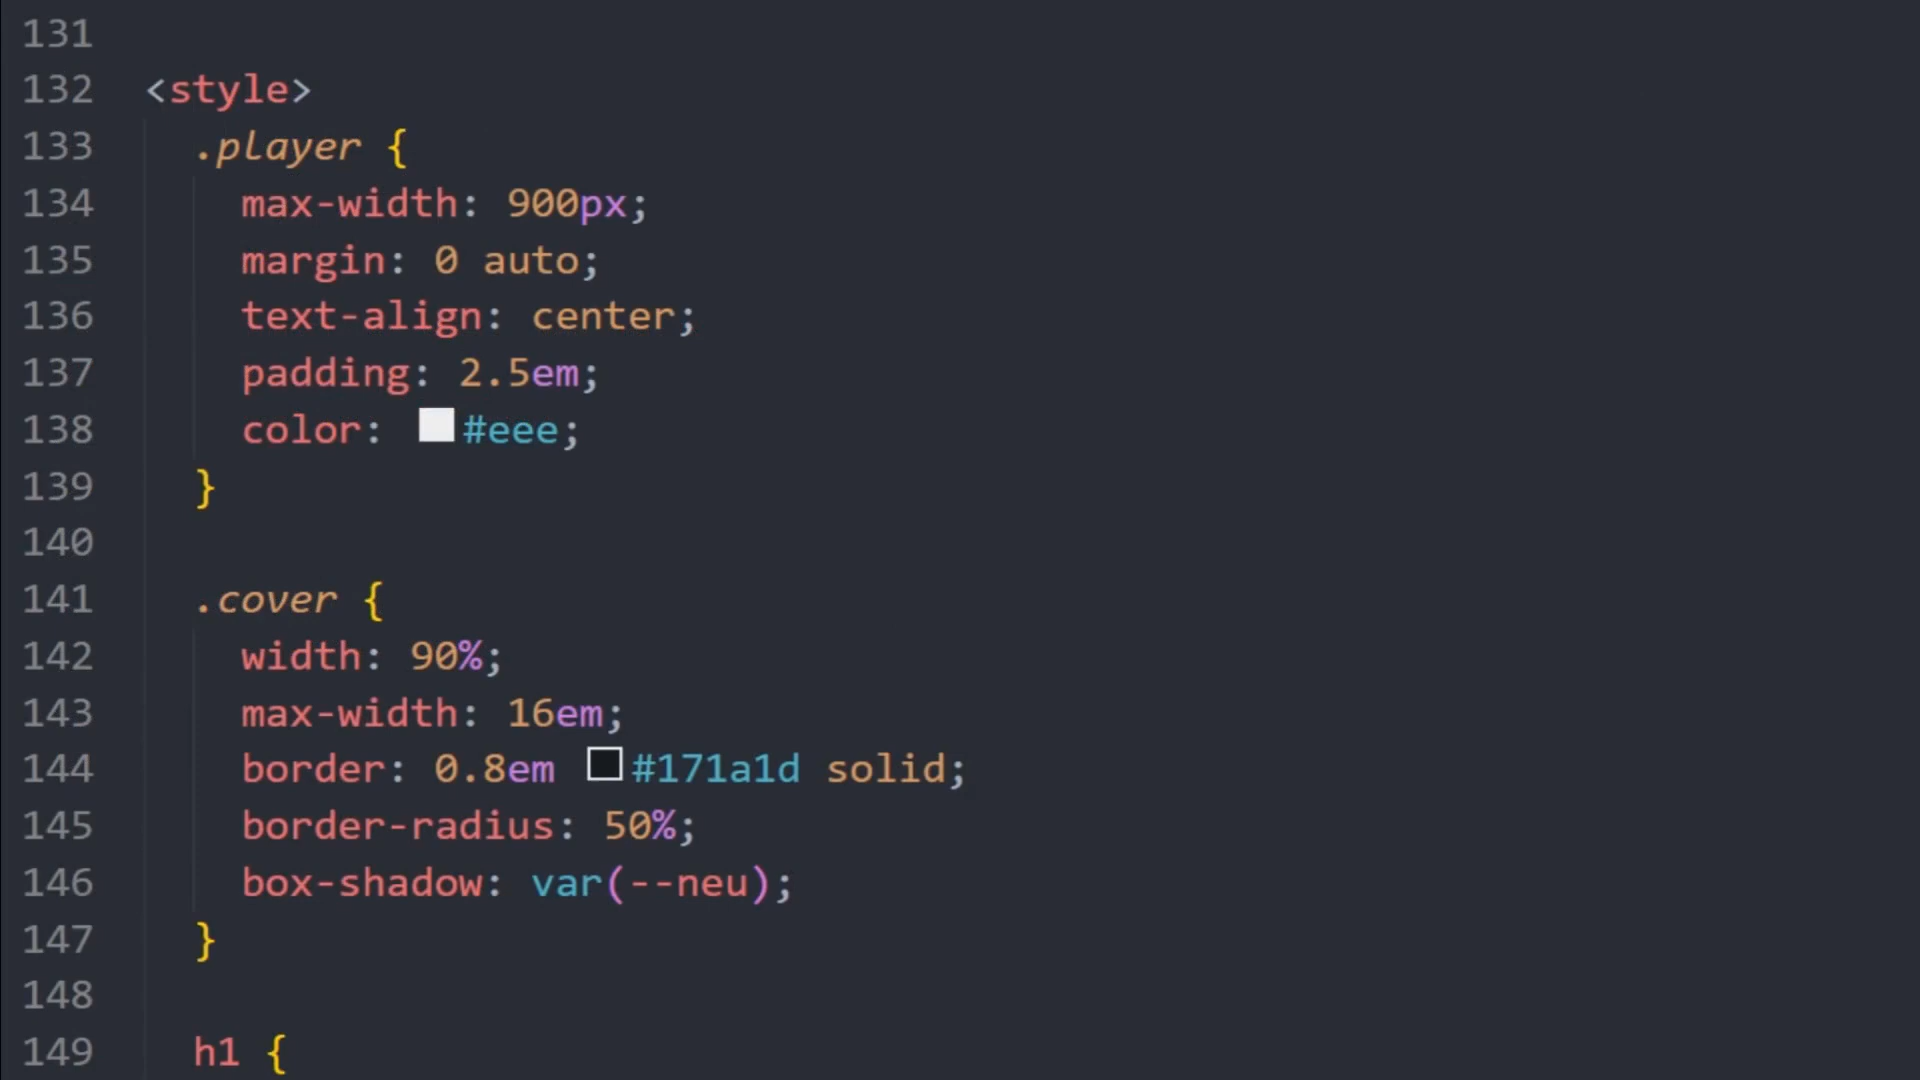 131
132 <style>
133 .player {
134 max-width: 900px;
135 margin: 0 auto;
136 text-align: center;
137 padding: 2.5em;
138 color: #eee;
139 }
140
141 .cover {
142 width: 90%;
143 max-width: 16em;
144 border: 0.8em #171a1d solid;
145 border-radius: 50%;
146 box-shadow: var(--neu);
147 }
148
149 h1 {